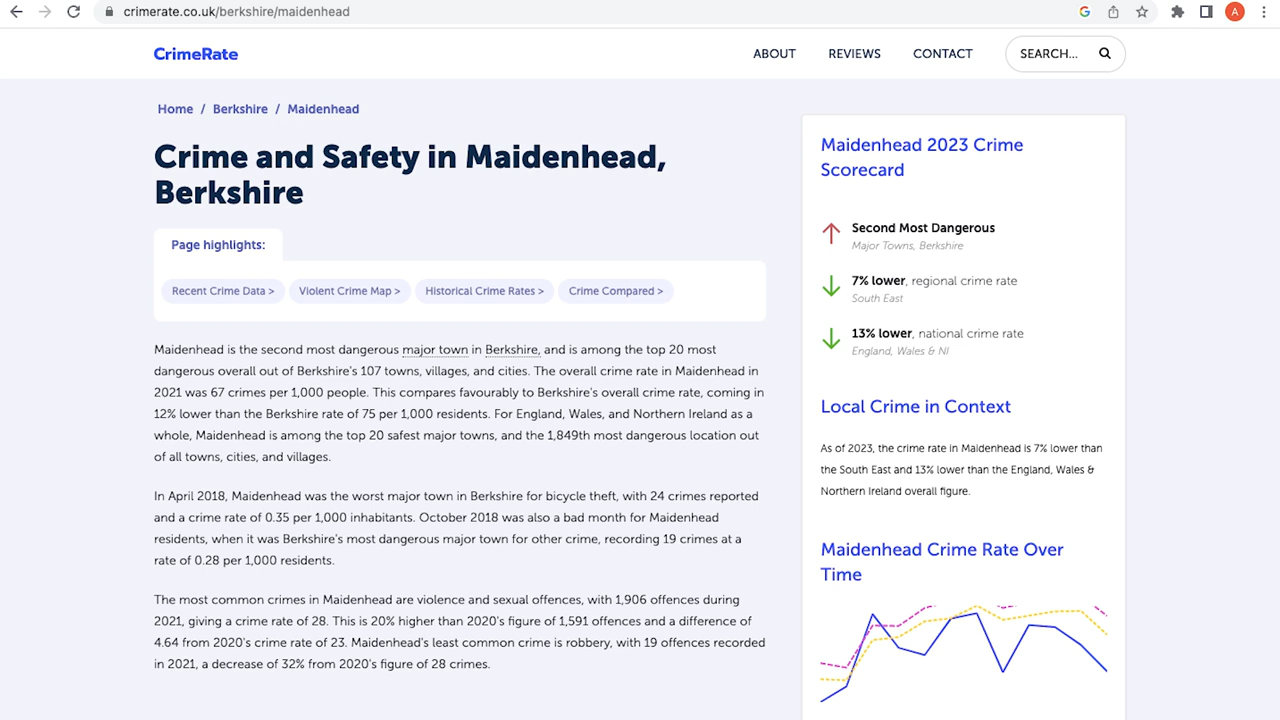 crimerate.co.uk/berkshire/maidenhead
A
CrimeRate
ABOUT
REVIEWS
CONTACT
SEARCH...
Home / Berkshire / Maidenhead
Crime and Safety in Maidenhead,
Berkshire
Page highlights:
Recent Crime Data >
Violent Crime Map >
Historical Crime Rates >
Crime Compared >
Maidenhead is the second most dangerous major town in Berkshire, and is among the top 20 most
dangerous overall out of Berkshire's 107 towns, villages, and cities. The overall crime rate in Maidenhead in
2021 was 67 crimes per 1,000 people. This compares favourably to Berkshire's overall crime rate, coming in
12% lower than the Berkshire rate of 75 per 1,000 residents. For England, Wales, and Northern Ireland as a
whole, Maidenhead is among the top 20 safest major towns, and the 1,849th most dangerous location out
of all towns, cities, and villages.
In April 2018, Maidenhead was the worst major town in Berkshire for bicycle theft, with 24 crimes reported
and a crime rate of 0.35 per 1,000 inhabitants. October 2018 was also a bad month for Maidenhead
residents, when it was Berkshire's most dangerous major town for other crime, recording 19 crimes at a
rate of 0.28 per 1,000 residents.
The most common crimes in Maidenhead are violence and sexual offences, with 1,906 offences during
2021, giving a crime rate of 28. This is 20% higher than 2020's figure of 1,591 offences and a difference of
4.64 from 2020's crime rate of 23. Maidenhead's least common crime is robbery, with 19 offences recorded
in 2021, a decrease of 32% from 2020's figure of 28 crimes.
Maidenhead 2023 Crime
Scorecard
Second Most Dangerous
Major Towns, Berkshire
7% lower, regional crime rate
South East
13% lower, national crime rate
England, Wales & NI
Local Crime in Context
As of 2023, the crime rate in Maidenhead is 7% lower than
the South East and 13% lower than the England, Wales &
Northern Ireland overall figure.
Maidenhead Crime Rate Over
Time